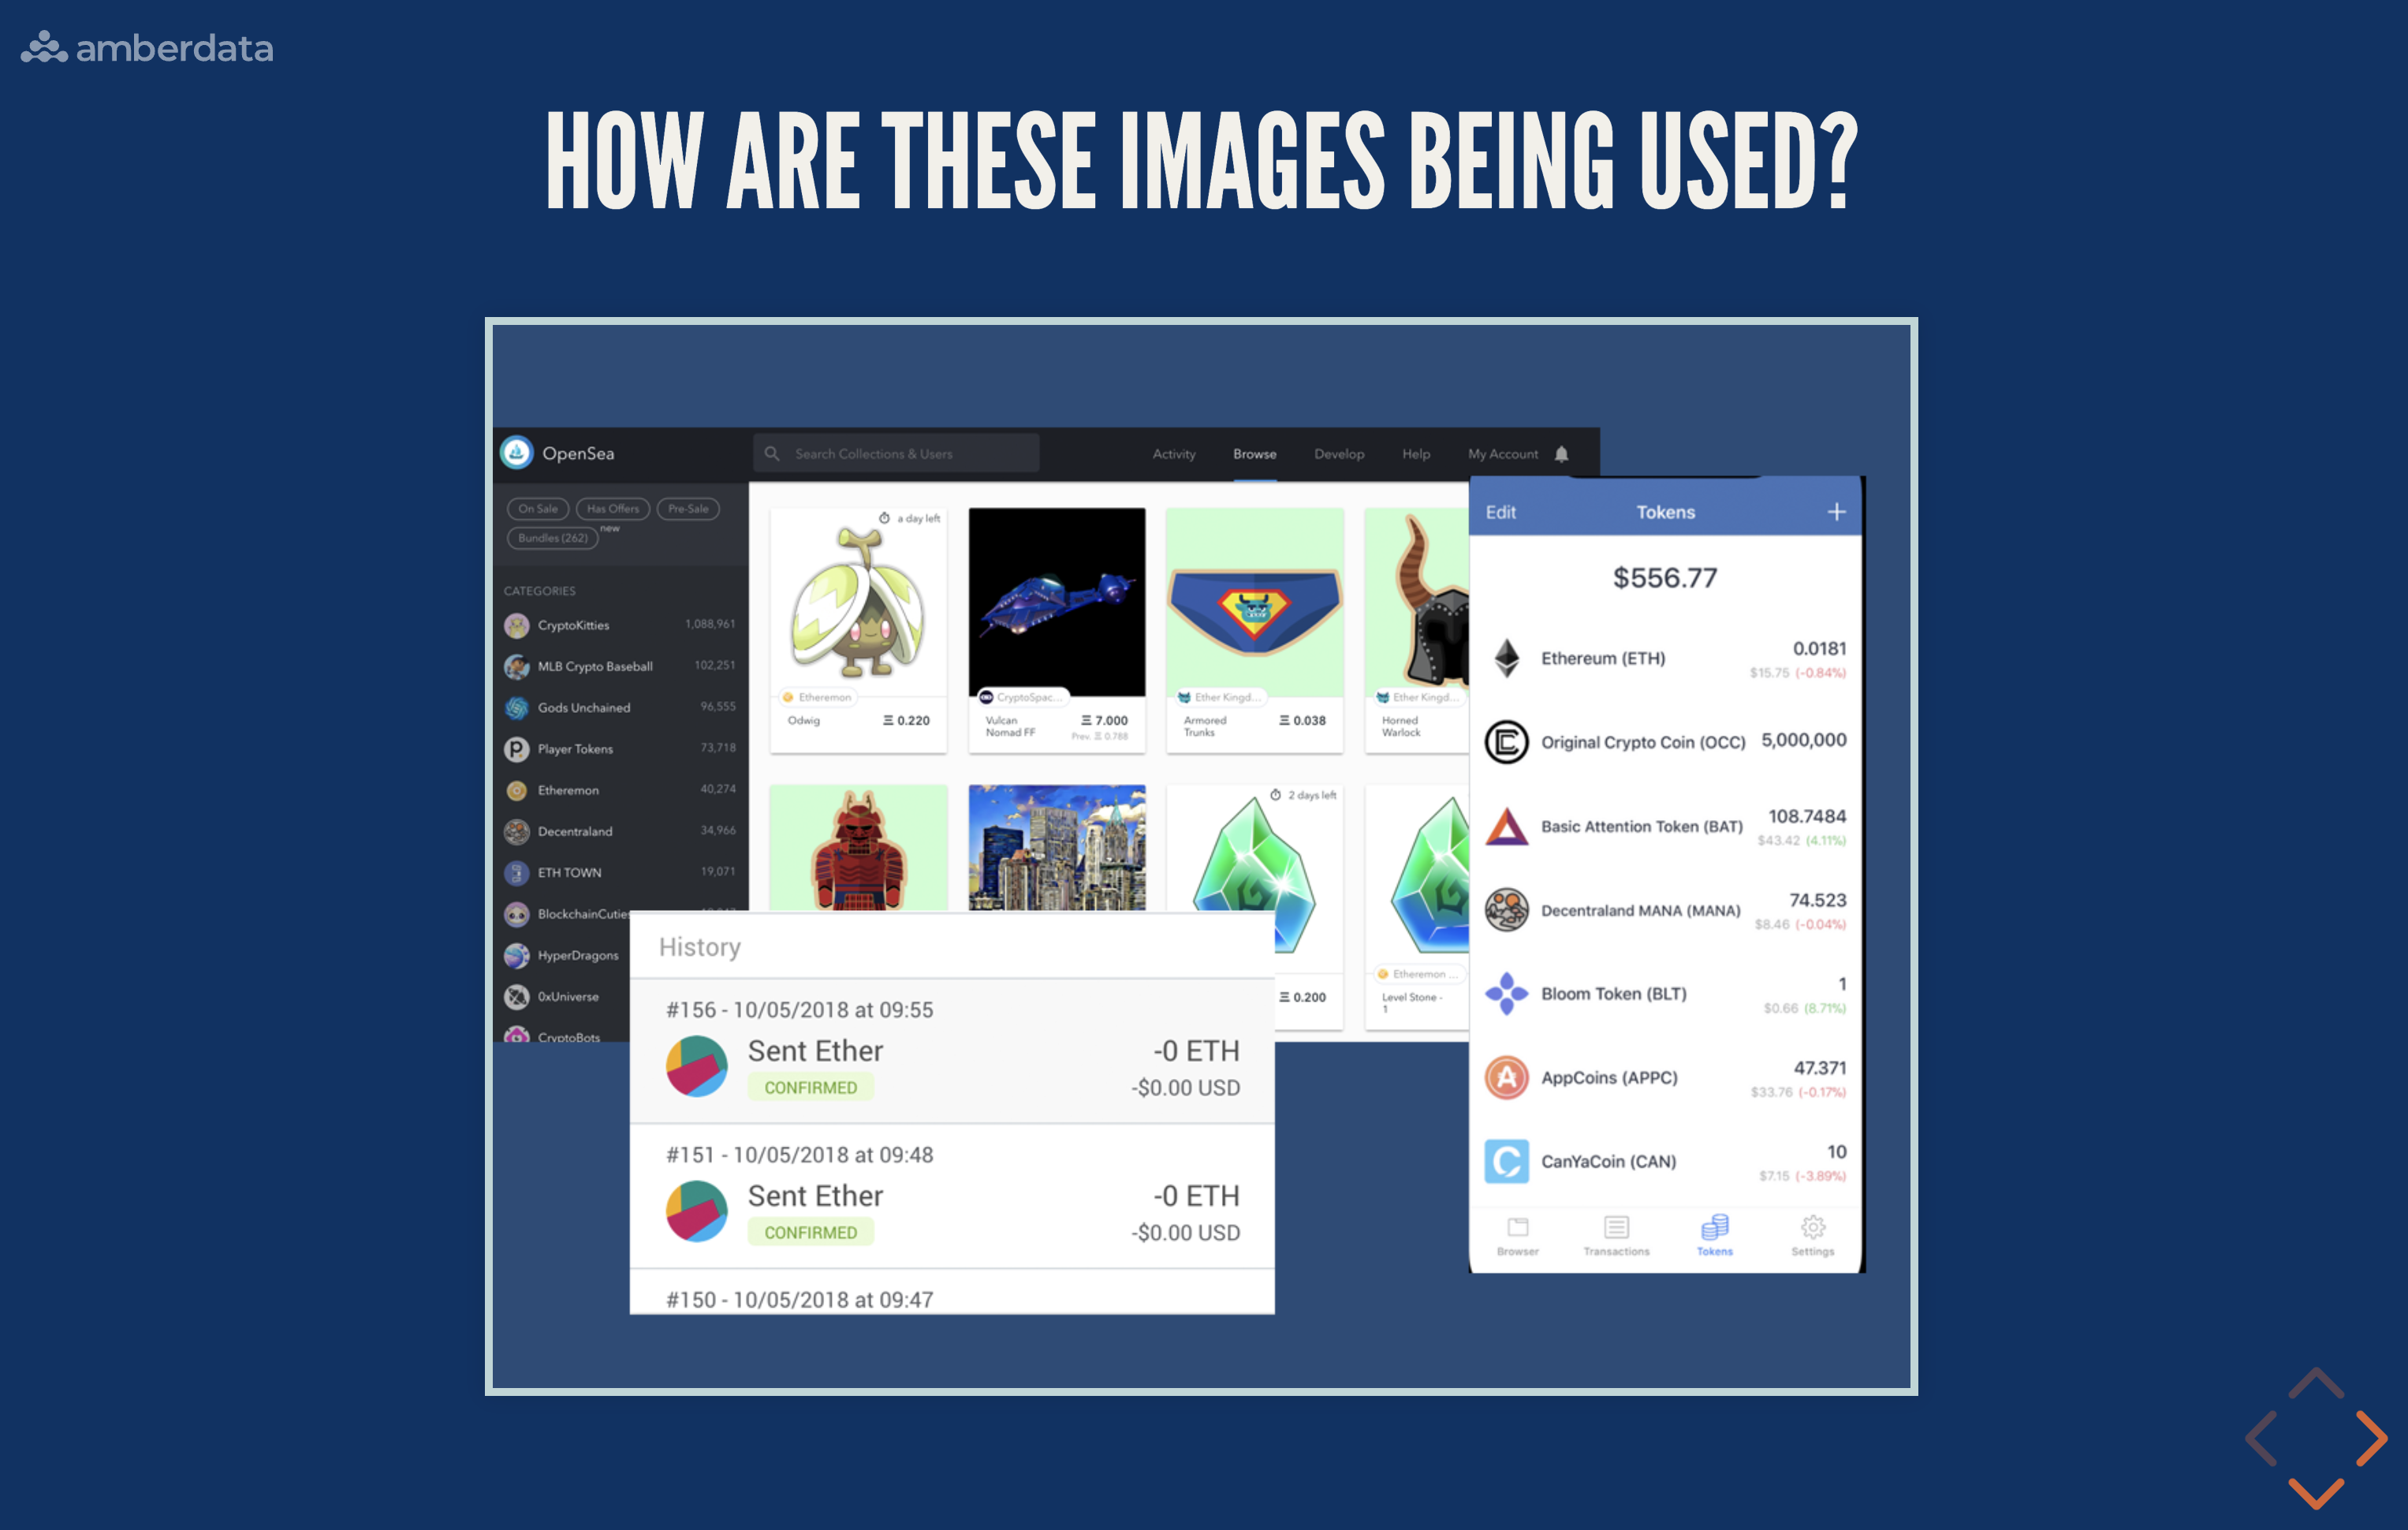 amberdata
HOW ARE THESE IMAGES BEING USED?
OpenSea
Search Collections & Users
Activity
Browse
Develop
Help
My Account
On Sale
Has Offers
Pre-Sale
Bundles (262)
new
CATEGORIES
CryptoKitties 1,088,961
MLB Crypto Baseball 102,251
Gods Unchained 96,555
Player Tokens 73,718
Etheremon 40,274
Decentraland 34,966
ETH TOWN 19,071
BlockchainCuties
HyperDragons
0xUniverse
CryptoBots
a day left
Etheremon
Odwig Ξ 0.220
CryptoSpac...
Vulcan Ξ 7.000
Nomad FF Prev. Ξ 0.788
Ether Kingd...
Armored Ξ 0.038
Trunks
Ether Kingd...
Horned
Warlock
2 days left
Ξ 0.200
Etheremon ...
Level Stone -
1
History
#156 - 10/05/2018 at 09:55
Sent Ether -0 ETH
CONFIRMED -$0.00 USD
#151 - 10/05/2018 at 09:48
Sent Ether -0 ETH
CONFIRMED -$0.00 USD
#150 - 10/05/2018 at 09:47
Edit Tokens +
$556.77
Ethereum (ETH) 0.0181
$15.75 (-0.84%)
Original Crypto Coin (OCC) 5,000,000
Basic Attention Token (BAT) 108.7484
$43.42 (4.11%)
Decentraland MANA (MANA) 74.523
$8.46 (-0.04%)
Bloom Token (BLT) 1
$0.66 (8.71%)
AppCoins (APPC) 47.371
$33.76 (-0.17%)
CanYaCoin (CAN) 10
$7.15 (-3.89%)
Browser
Transactions
Tokens
Settings